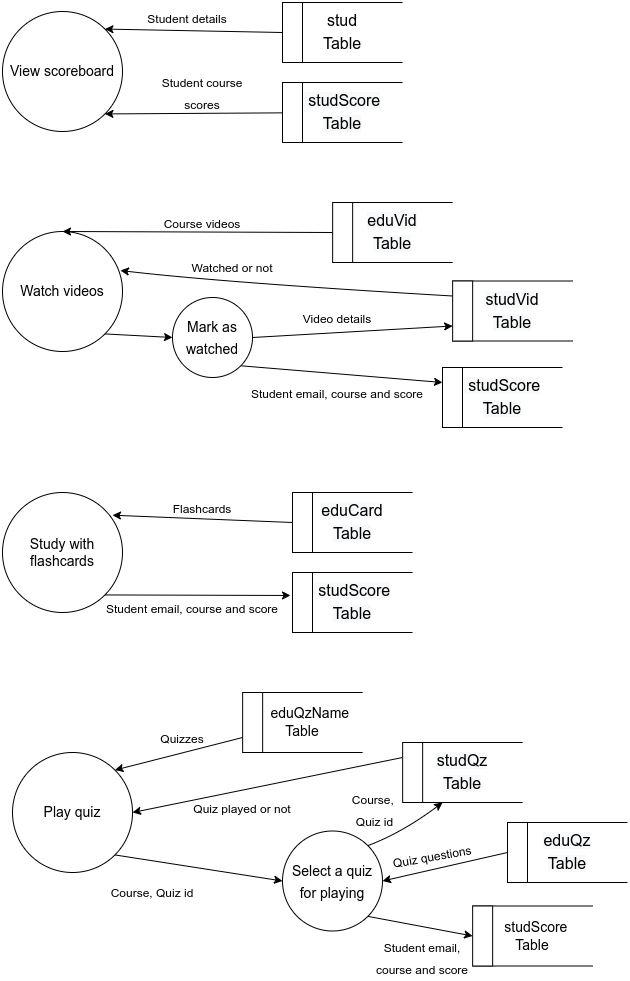 Student details
stud
Table
View scoreboard
Student course
scores
studScore
Table
eduVid
Table
Course videos
Watched or not
Watch videos
studVid
Table
Mark as
watched
Video details
studScore
Table
Student email, course and score
Flashcards
eduCard
Table
Study with
flashcards
studScore
Table
Student email, course and score
eduQzName
Table
Quizzes
studQz
Table
Play quiz
Quiz played or not
Course,
Quiz id
eduQz
Table
Quiz questions
Select a quiz
for playing
Course, Quiz id
studScore
Table
Student email,
course and score